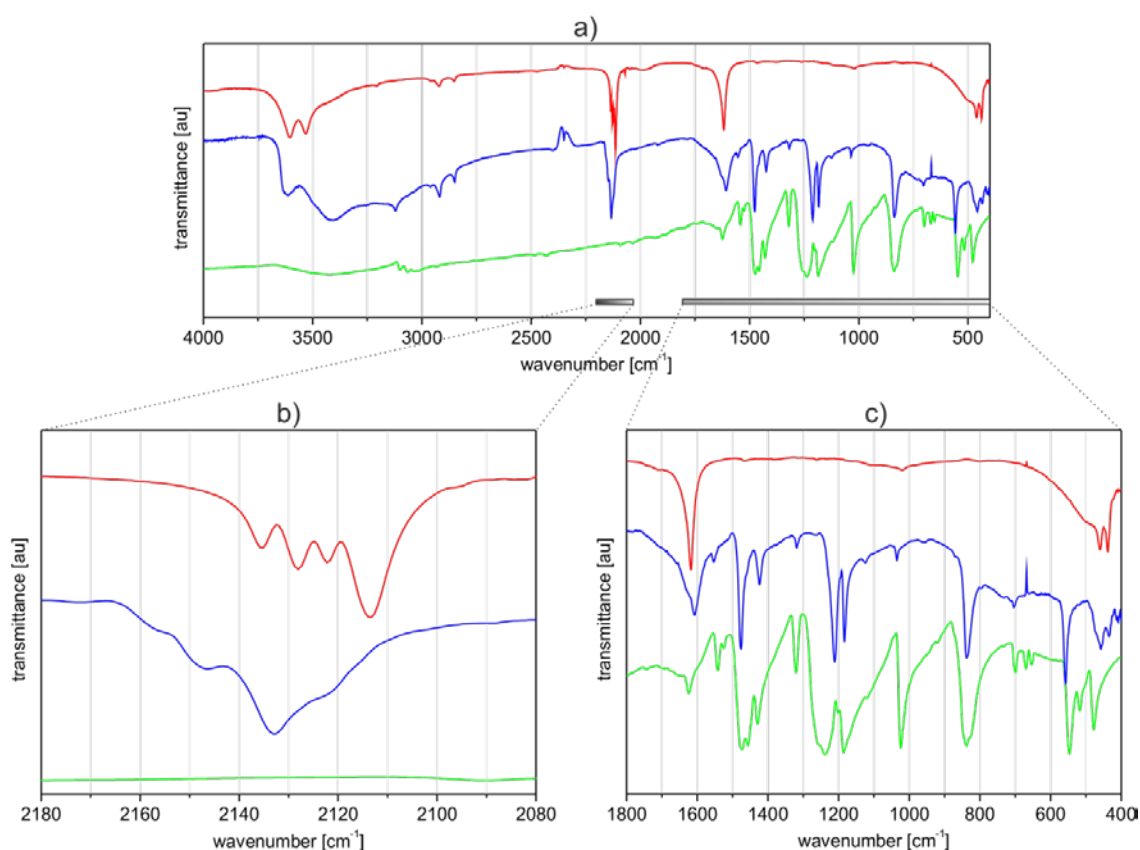 a)
transmittance [au]
4000 3500 3000 2500 2000 1500 1000 500
wavenumber [cm⁻¹]
b)
transmittance [au]
2180 2160 2140 2120 2100 2080
wavenumber [cm⁻¹]
c)
transmittance [au]
1800 1600 1400 1200 1000 800 600 400
wavenumber [cm⁻¹]